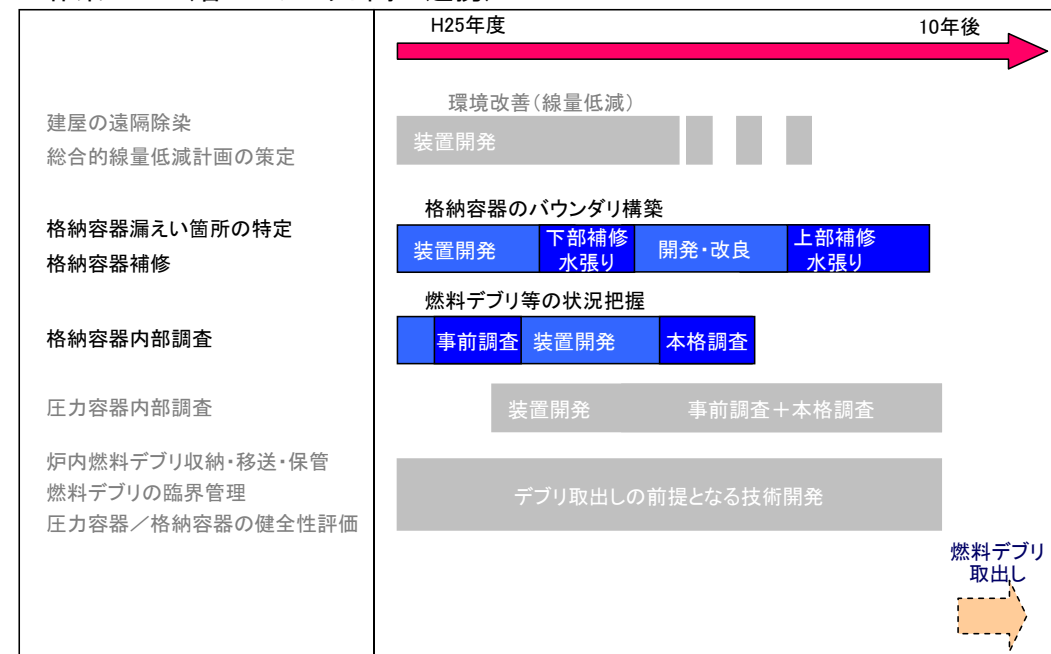 H25年度
10年後
環境改善（線量低減）
建屋の遠隔除染
総合的線量低減計画の策定
装置開発
格納容器のバウンダリ構築
格納容器漏えい箇所の特定
格納容器補修
装置開発
下部補修
水張り
開発・改良
上部補修
水張り
燃料デブリ等の状況把握
格納容器内部調査
事前調査
装置開発
本格調査
圧力容器内部調査
装置開発
事前調査＋本格調査
炉内燃料デブリ収納・移送・保管
燃料デブリの臨界管理
圧力容器／格納容器の健全性評価
デブリ取出しの前提となる技術開発
燃料デブリ
取出し